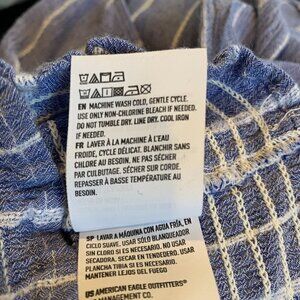 EN MACHINE WASH COLD, GENTLE CYCLE.
USE ONLY NON-CHLORINE BLEACH IF NEEDED.
DO NOT TUMBLE DRY. LINE DRY. COOL IRON
IF NEEDED.
FR LAVER À LA MACHINE À L'EAU
FROIDE, CYCLE DÉLICAT. BLANCHIR SANS
CHLORE AU BESOIN. NE PAS SÉCHER
PAR CULBUTAGE. SÉCHER SUR CORDE.
REPASSER À BASSE TEMPÉRATURE AU
BESOIN.
SP LAVAR A MÁQUINA CON AGUA FRÍA, EN
CICLO SUAVE. USAR SÓLO BLANQUEADOR
SIN CLORO SI ES NECESARIO. NO USAR
SECADORA. SECAR EN TENDEDERO. USAR
PLANCHA TIBIA SI ES NECESARIO.
MANTENER LEJOS DEL FUEGO
US AMERICAN EAGLE OUTFITTERS®
MANAGEMENT CO.